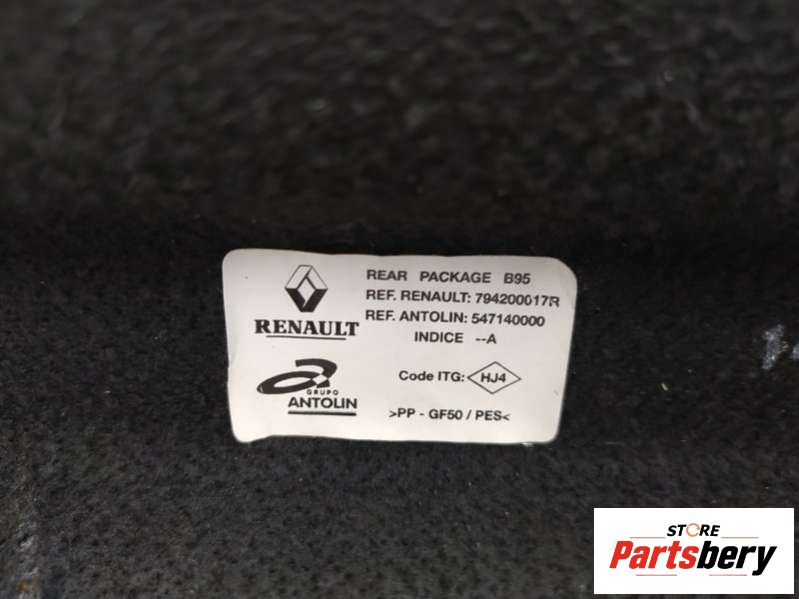 REAR PACKAGE B95
REF. RENAULT: 794200017R
REF. ANTOLIN: 547140000
INDICE --A
RENAULT
Code ITG: HJ4
GRUPO
ANTOLIN
>PP - GF50 / PES<
STORE
Partsbery